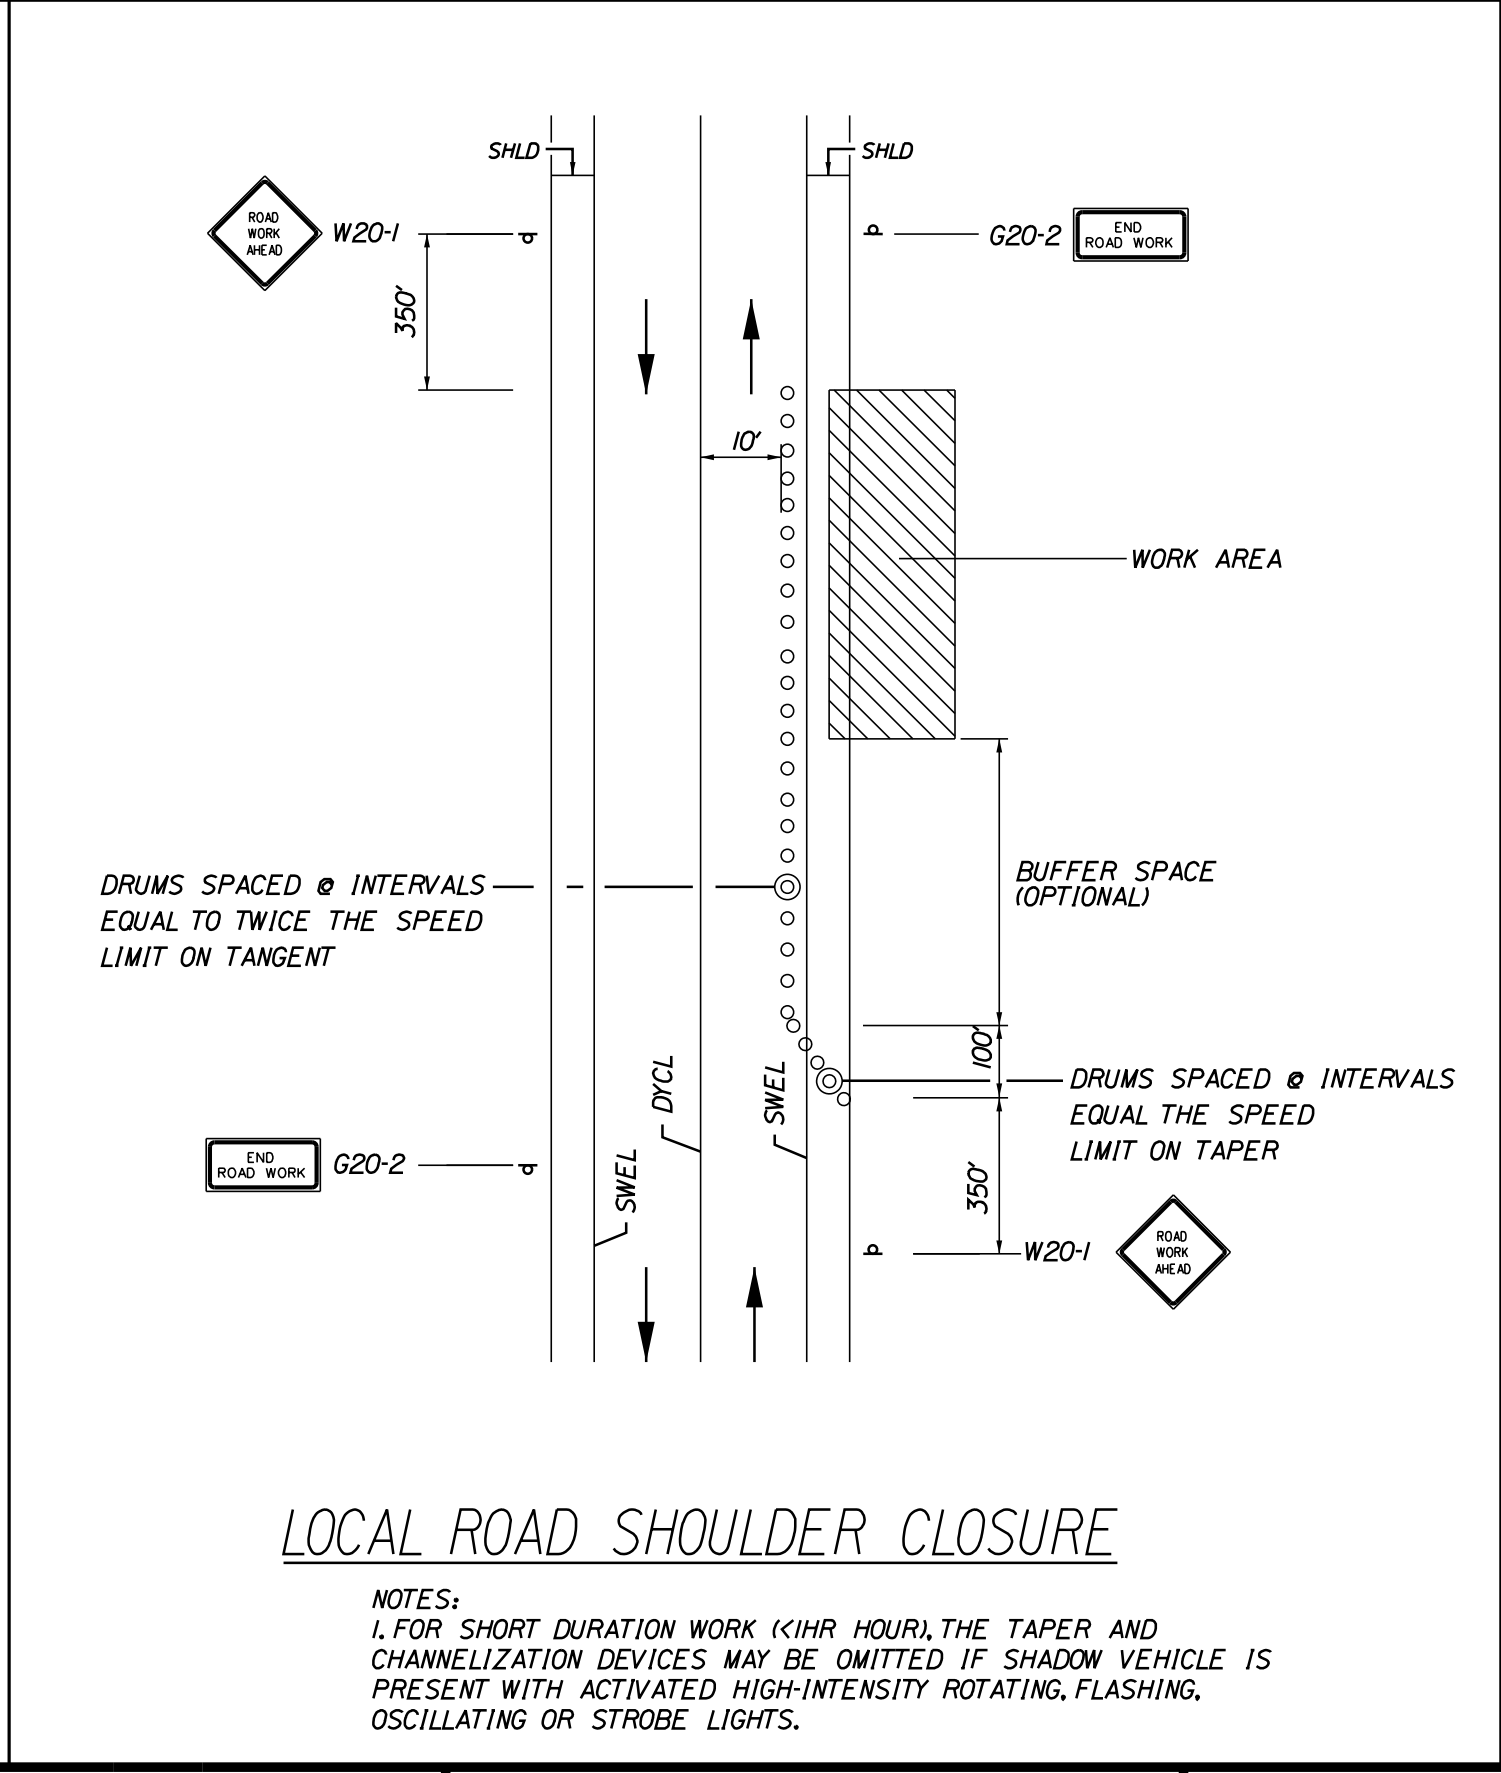 SHLD
SHLD
ROAD
WORK
AHEAD
W20-1
G20-2
END
ROAD WORK
350'
10'
WORK AREA
BUFFER SPACE
(OPTIONAL)
DRUMS SPACED @ INTERVALS
EQUAL TO TWICE THE SPEED
LIMIT ON TANGENT
100'
DYCL
SWEL
DRUMS SPACED @ INTERVALS
EQUAL THE SPEED
LIMIT ON TAPER
END
ROAD WORK
G20-2
SWEL
350'
W20-1
ROAD
WORK
AHEAD
LOCAL ROAD SHOULDER CLOSURE
NOTES:
1. FOR SHORT DURATION WORK (<1HR HOUR), THE TAPER AND
CHANNELIZATION DEVICES MAY BE OMITTED IF SHADOW VEHICLE IS
PRESENT WITH ACTIVATED HIGH-INTENSITY ROTATING, FLASHING,
OSCILLATING OR STROBE LIGHTS.